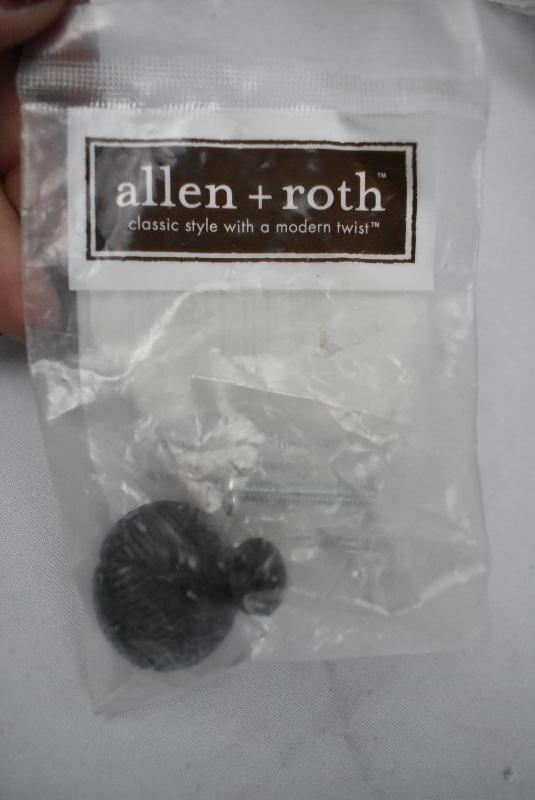 allen + roth™
classic style with a modern twist™